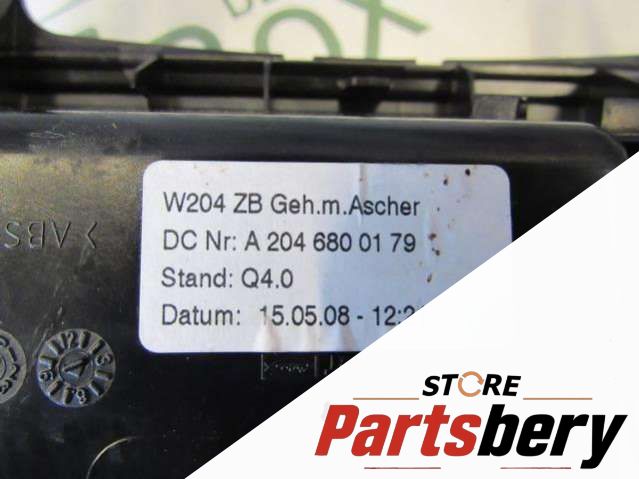 W204 ZB Geh.m.Ascher
DC Nr: A 204 680 01 79
Stand: Q4.0
Datum: 15.05.08 - 12:
>ABS
STORE
Partsbery